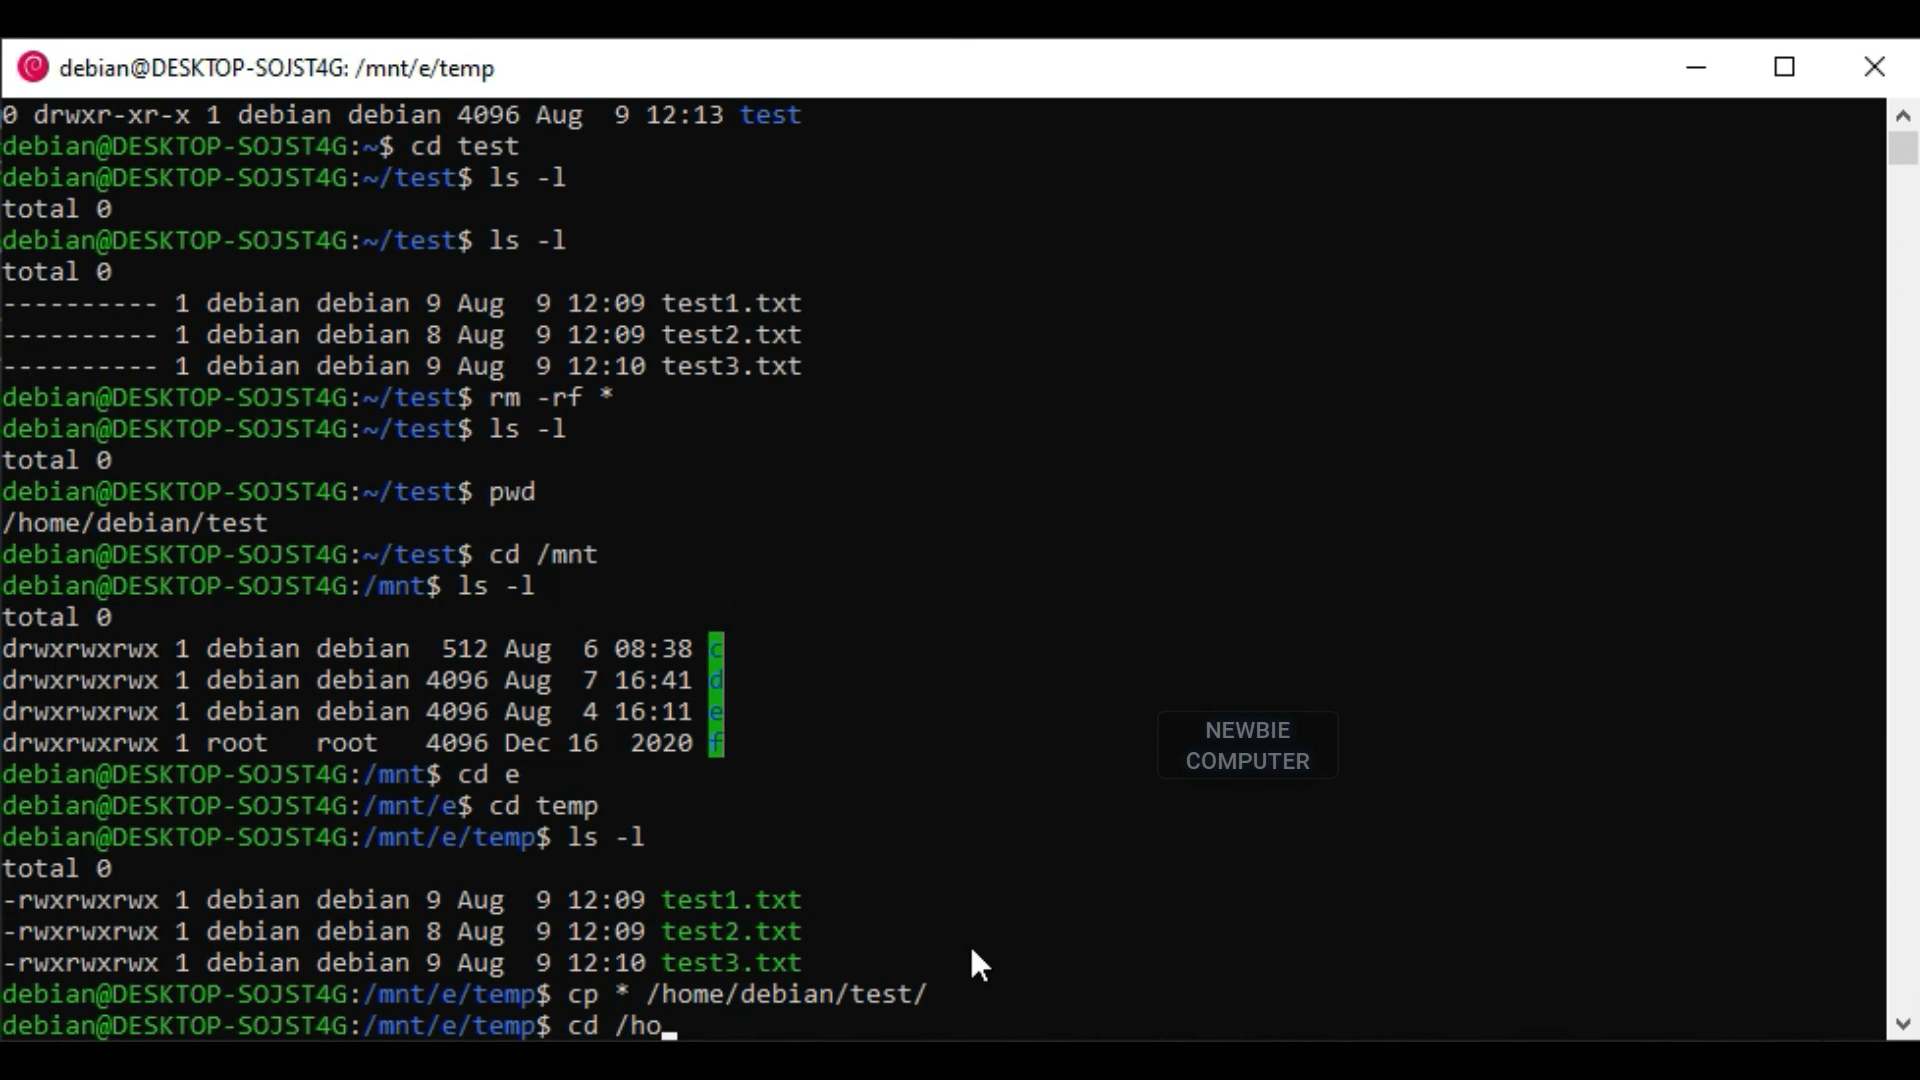 debian@DESKTOP-SOJST4G: /mnt/e/temp
0 drwxr-xr-x 1 debian debian 4096 Aug  9 12:13 test
debian@DESKTOP-SOJST4G:~$ cd test
debian@DESKTOP-SOJST4G:~/test$ ls -l
total 0
debian@DESKTOP-SOJST4G:~/test$ ls -l
total 0
---------- 1 debian debian 9 Aug  9 12:09 test1.txt
---------- 1 debian debian 8 Aug  9 12:09 test2.txt
---------- 1 debian debian 9 Aug  9 12:10 test3.txt
debian@DESKTOP-SOJST4G:~/test$ rm -rf *
debian@DESKTOP-SOJST4G:~/test$ ls -l
total 0
debian@DESKTOP-SOJST4G:~/test$ pwd
/home/debian/test
debian@DESKTOP-SOJST4G:~/test$ cd /mnt
debian@DESKTOP-SOJST4G:/mnt$ ls -l
total 0
drwxrwxrwx 1 debian debian  512 Aug  6 08:38 c
drwxrwxrwx 1 debian debian 4096 Aug  7 16:41 d
drwxrwxrwx 1 debian debian 4096 Aug  4 16:11 e
drwxrwxrwx 1 root   root   4096 Dec 16  2020 f
debian@DESKTOP-SOJST4G:/mnt$ cd e
debian@DESKTOP-SOJST4G:/mnt/e$ cd temp
debian@DESKTOP-SOJST4G:/mnt/e/temp$ ls -l
total 0
-rwxrwxrwx 1 debian debian 9 Aug  9 12:09 test1.txt
-rwxrwxrwx 1 debian debian 8 Aug  9 12:09 test2.txt
-rwxrwxrwx 1 debian debian 9 Aug  9 12:10 test3.txt
debian@DESKTOP-SOJST4G:/mnt/e/temp$ cp * /home/debian/test/
debian@DESKTOP-SOJST4G:/mnt/e/temp$ cd /ho
NEWBIE
COMPUTER